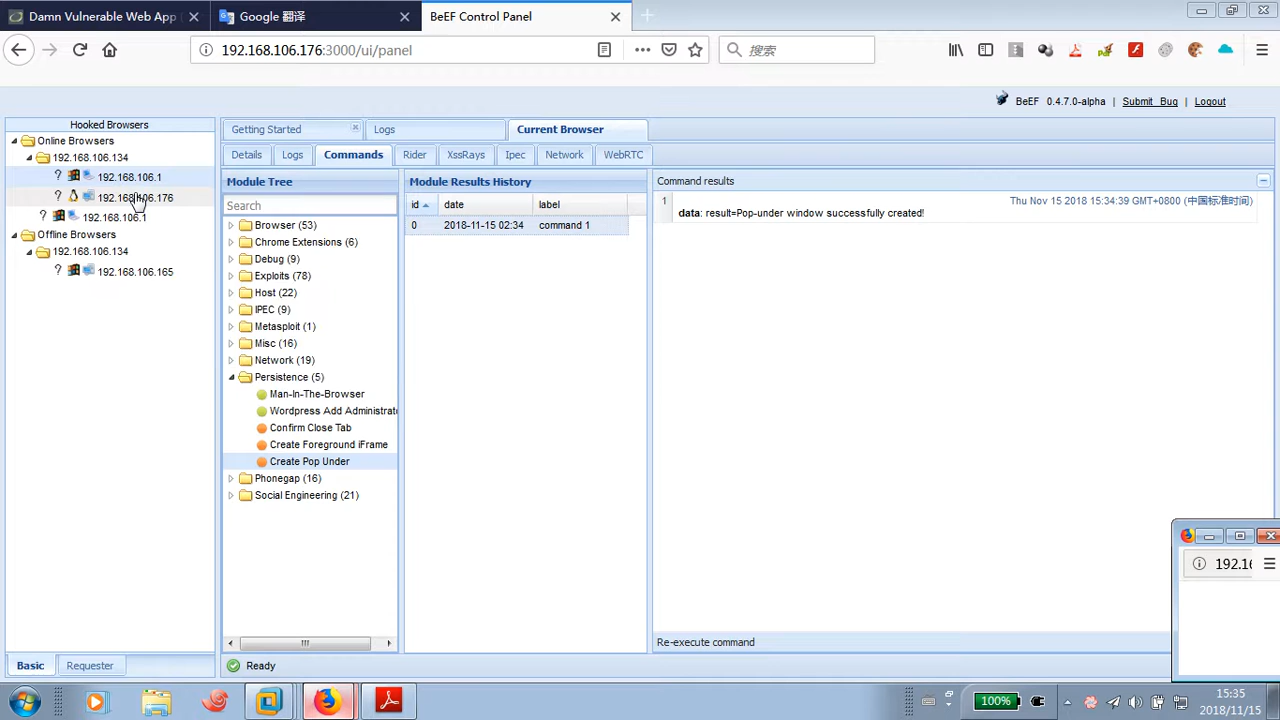 Damn Vulnerable Web App
Google 翻译
BeEF Control Panel
192.168.106.176:3000/ui/panel
搜索
BeEF 0.4.7.0-alpha | Submit Bug | Logout
Hooked Browsers
Online Browsers
192.168.106.134
192.168.106.1
192.168.106.176
192.168.106.1
Offline Browsers
192.168.106.134
192.168.106.165
Basic
Requester
Getting Started
Logs
Current Browser
Details
Logs
Commands
Rider
XssRays
Ipec
Network
WebRTC
Module Tree
Search
Browser (53)
Chrome Extensions (6)
Debug (9)
Exploits (78)
Host (22)
IPEC (9)
Metasploit (1)
Misc (16)
Network (19)
Persistence (5)
Man-In-The-Browser
Wordpress Add Administrato
Confirm Close Tab
Create Foreground iFrame
Create Pop Under
Phonegap (16)
Social Engineering (21)
Module Results History
id date label
0 2018-11-15 02:34 command 1
Command results
1
Thu Nov 15 2018 15:34:39 GMT+0800 (中国标准时间)
data: result=Pop-under window successfully created!
Re-execute command
Ready
192.16
100%
15:35
2018/11/15